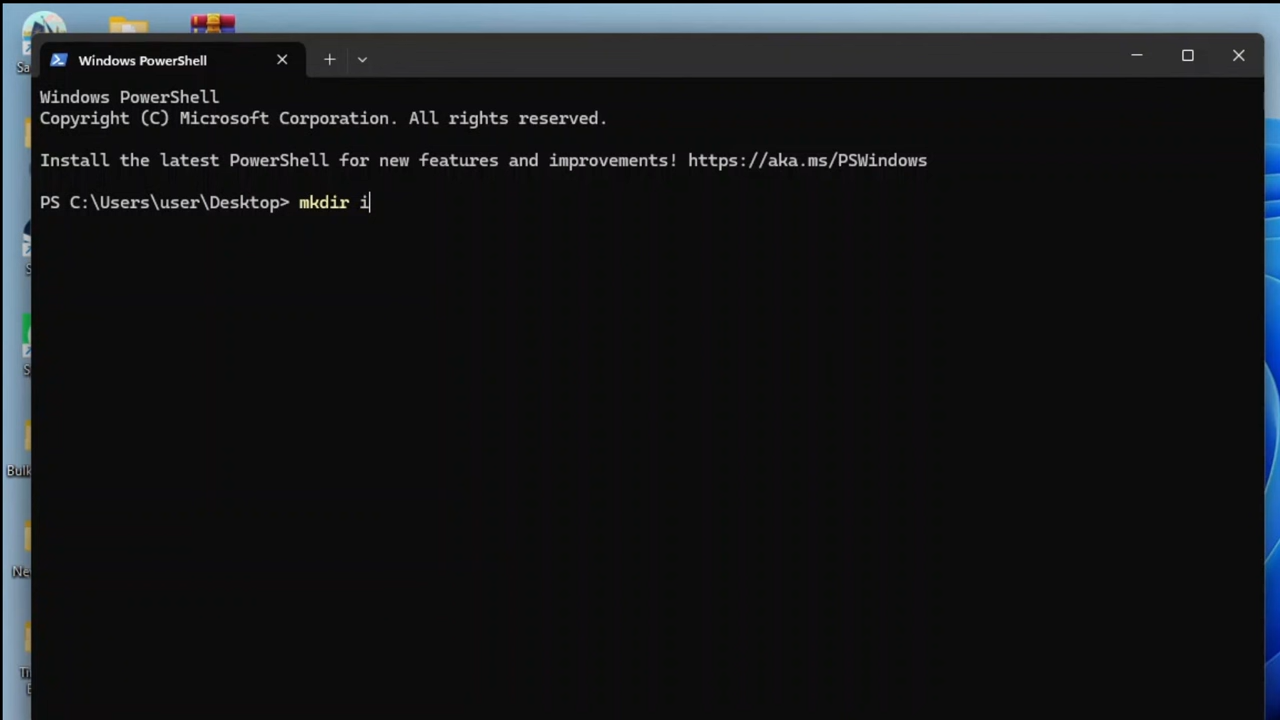 Windows PowerShell
Windows PowerShell
Copyright (C) Microsoft Corporation. All rights reserved.
Install the latest PowerShell for new features and improvements! https://aka.ms/PSWindows
PS C:\Users\user\Desktop> mkdir i